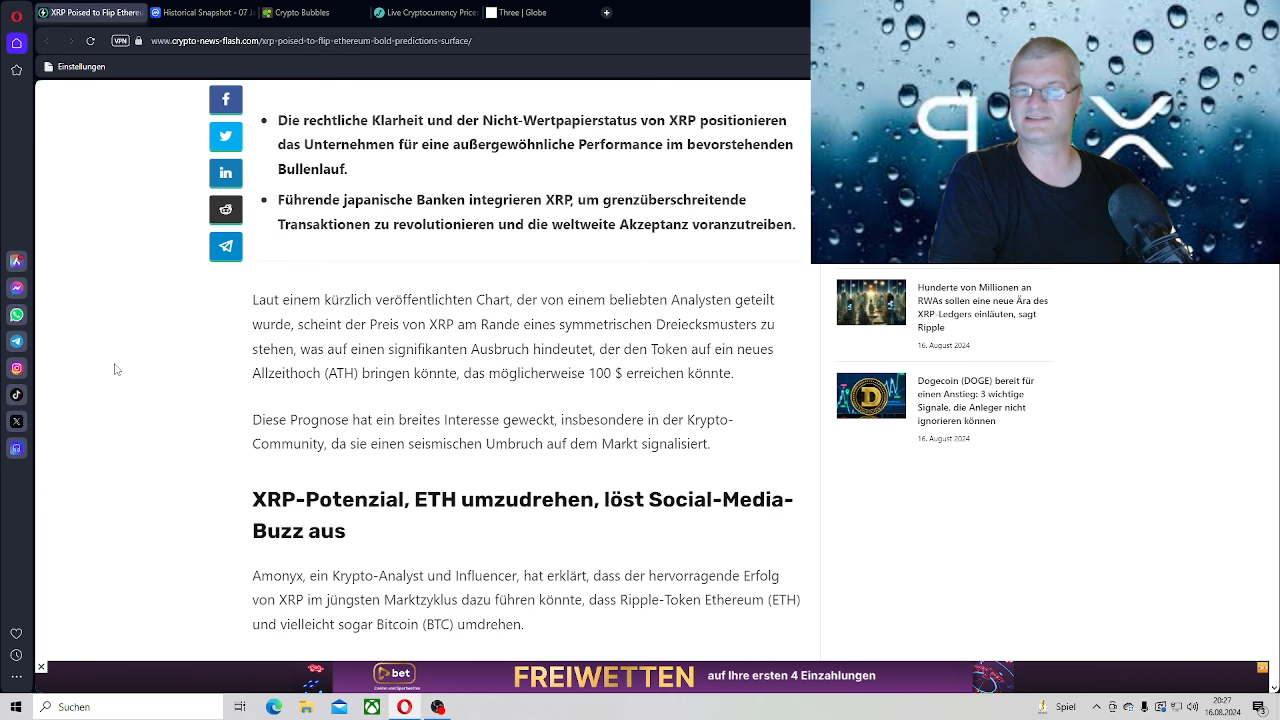 XRP Poised to Flip Ethere
Historical Snapshot - 07 Ja
Crypto Bubbles
Live Cryptocurrency Prices
Three | Globe
VPN
www.crypto-news-flash.com/xrp-poised-to-flip-ethereum-bold-predictions-surface/
Einstellungen
Die rechtliche Klarheit und der Nicht-Wertpapierstatus von XRP positionieren
das Unternehmen für eine außergewöhnliche Performance im bevorstehenden
Bullenlauf.
Führende japanische Banken integrieren XRP, um grenzüberschreitende
Transaktionen zu revolutionieren und die weltweite Akzeptanz voranzutreiben.
Laut einem kürzlich veröffentlichten Chart, der von einem beliebten Analysten geteilt
wurde, scheint der Preis von XRP am Rande eines symmetrischen Dreiecksmusters zu
stehen, was auf einen signifikanten Ausbruch hindeutet, der den Token auf ein neues
Allzeithoch (ATH) bringen könnte, das möglicherweise 100 $ erreichen könnte.
Diese Prognose hat ein breites Interesse geweckt, insbesondere in der Krypto-
Community, da sie einen seismischen Umbruch auf dem Markt signalisiert.
XRP-Potenzial, ETH umzudrehen, löst Social-Media-
Buzz aus
Amonyx, ein Krypto-Analyst und Influencer, hat erklärt, dass der hervorragende Erfolg
von XRP im jüngsten Marktzyklus dazu führen könnte, dass Ripple-Token Ethereum (ETH)
und vielleicht sogar Bitcoin (BTC) umdrehen.
Hunderte von Millionen an
RWAs sollen eine neue Ära des
XRP-Ledgers einläuten, sagt
Ripple
16. August 2024
Dogecoin (DOGE) bereit für
einen Anstieg: 3 wichtige
Signale, die Anleger nicht
ignorieren können
16. August 2024
bet
FREIWETTEN
auf Ihre ersten 4 Einzahlungen
Suchen
Spiel
20:27
16.08.2024